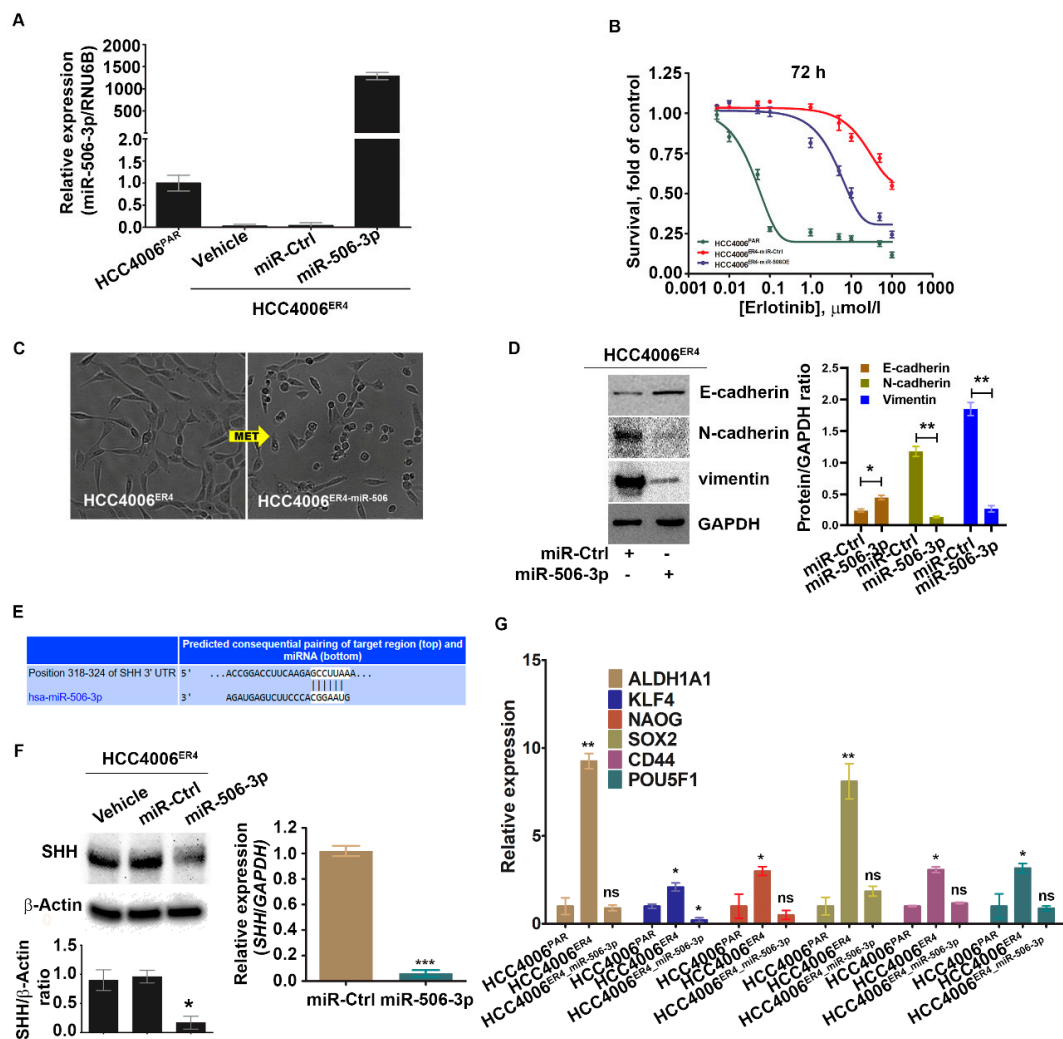 A
Relative expression
(miR-506-3p/RNU6B)
2000
1500
1000
500
2.0
1.5
1.0
0.5
0.0
HCC4006PAR
Vehicle
miR-Ctrl
miR-506-3p
HCC4006ER4
B
72 h
Survival, fold of control
1.25
1.00
0.75
0.50
0.25
0.00
HCC4006PAR
HCC4006ER4-miR-Ctrl
HCC4006ER4-miR-506OE
0.001
0.01
0.1
1.0
10
100
1000
[Erlotinib], μmol/l
C
MET
HCC4006ER4
HCC4006ER4-miR-506
D
HCC4006ER4
E-cadherin
N-cadherin
vimentin
GAPDH
miR-Ctrl + -
miR-506-3p - +
Protein/GAPDH ratio
2.5
2.0
1.5
1.0
0.5
0.0
E-cadherin
N-cadherin
Vimentin
*
**
**
miR-Ctrl
miR-506-3p
miR-Ctrl
miR-506-3p
miR-Ctrl
miR-506-3p
E
Predicted consequential pairing of target region (top) and
miRNA (bottom)
Position 318-324 of SHH 3' UTR 5' ...ACCGGACCUUCAAGAGCCUUAAA...
hsa-miR-506-3p 3' AGAUGAGUCUUCCCACGGAAUG
F
HCC4006ER4
Vehicle
miR-Ctrl
miR-506-3p
SHH
β-Actin
0
SHH/β-Actin
ratio
1.5
1.0
0.5
0.0
*
Relative expression
(SHH/GAPDH)
1.2
1.0
0.8
0.6
0.4
0.2
0.0
***
miR-Ctrl
miR-506-3p
G
Relative expression
15
10
5
0
ALDH1A1
KLF4
NAOG
SOX2
CD44
POU5F1
**
ns
*
*
*
ns
**
ns
*
ns
*
ns
HCC4006PAR
HCC4006ER4
HCC4006ER4_miR-506-3p
HCC4006PAR
HCC4006ER4
HCC4006ER4_miR-506-3p
HCC4006PAR
HCC4006ER4
HCC4006ER4_miR-506-3p
HCC4006PAR
HCC4006ER4
HCC4006ER4_miR-506-3p
HCC4006PAR
HCC4006ER4
HCC4006ER4_miR-506-3p
HCC4006PAR
HCC4006ER4
HCC4006ER4_miR-506-3p